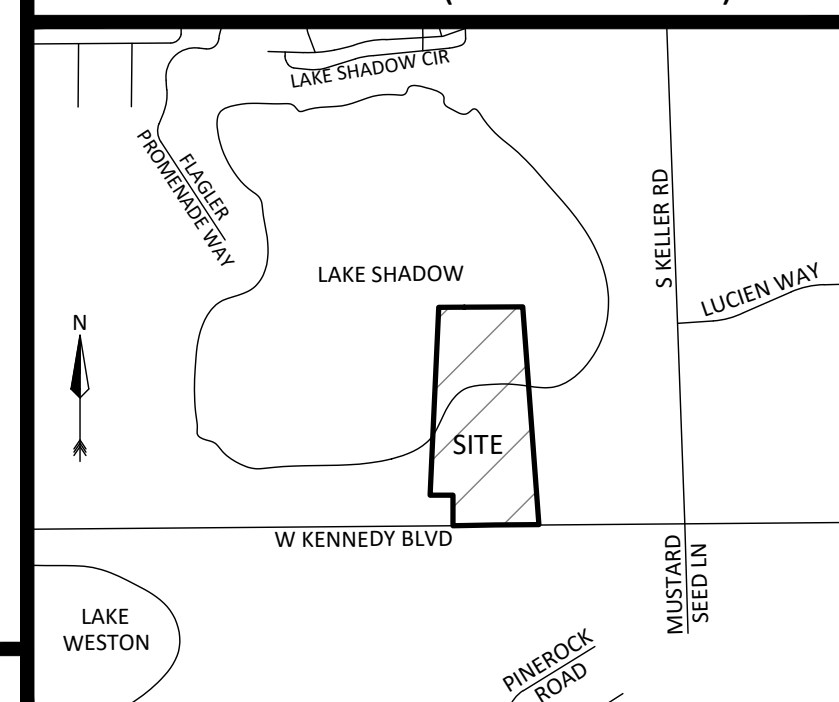 LAKE SHADOW CIR
FLAGLER
PROMENADE WAY
S KELLER RD
LAKE SHADOW
LUCIEN WAY
N
SITE
W KENNEDY BLVD
MUSTARD
SEED LN
LAKE
WESTON
PINEROCK
ROAD